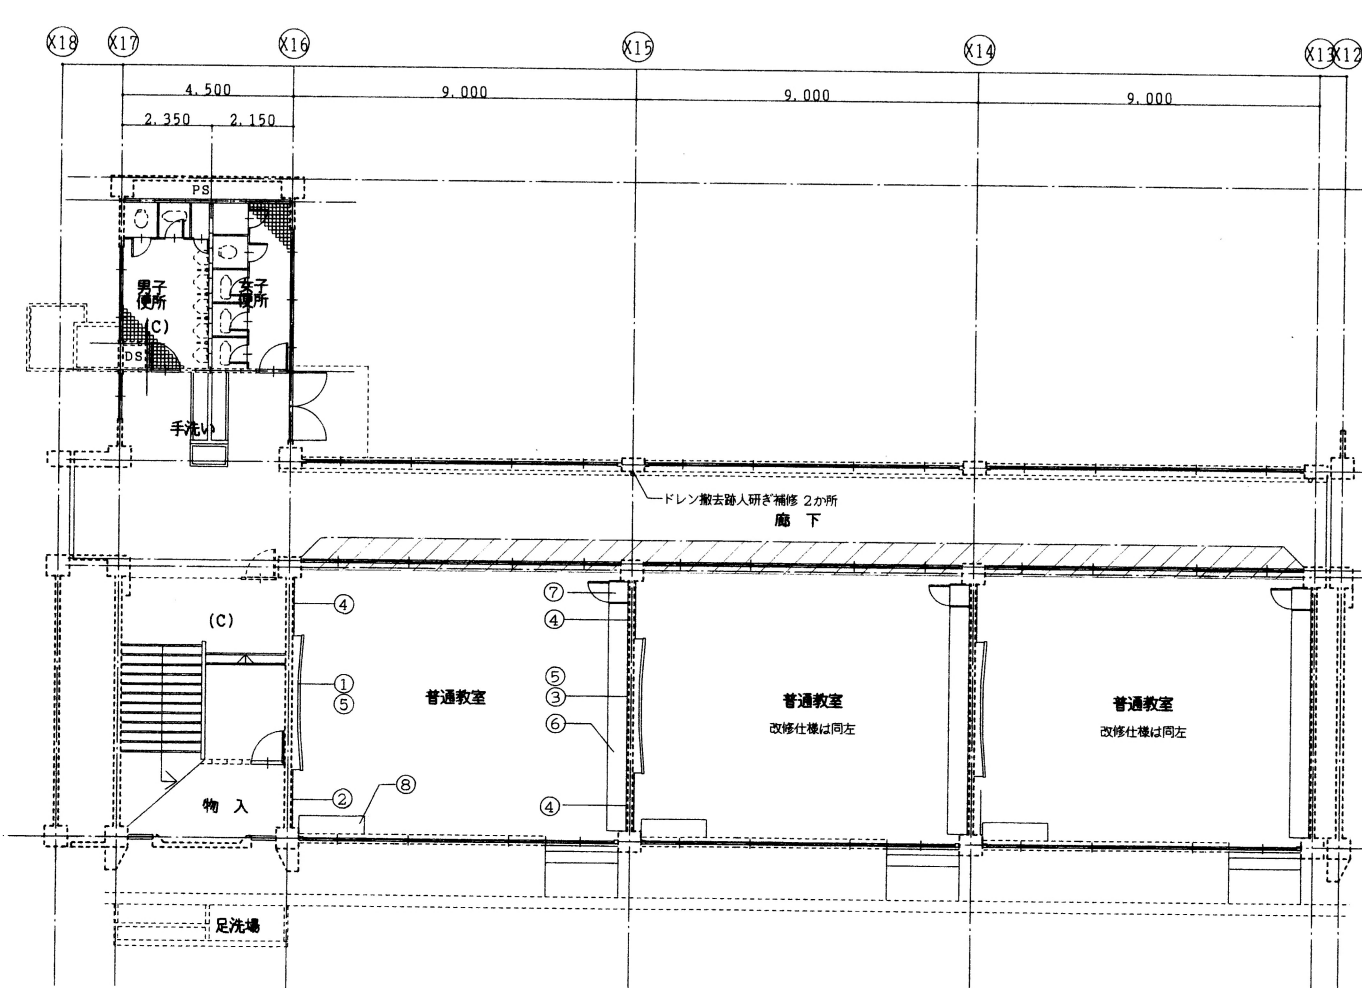 X18 X17 X16 X15 X14 X13 X12
4.500 9.000 9.000 9.000
2.350 2.150
PS
男子
便所
(C)
女子
便所
DS
手洗い
ドレン撤去跡人研ぎ補修 2か所
廊 下
⑦
④
④
(C)
⑤
①
③
⑤
⑥
普通教室
普通教室
改修仕様は同左
普通教室
改修仕様は同左
⑧
②
④
物 入
足洗場